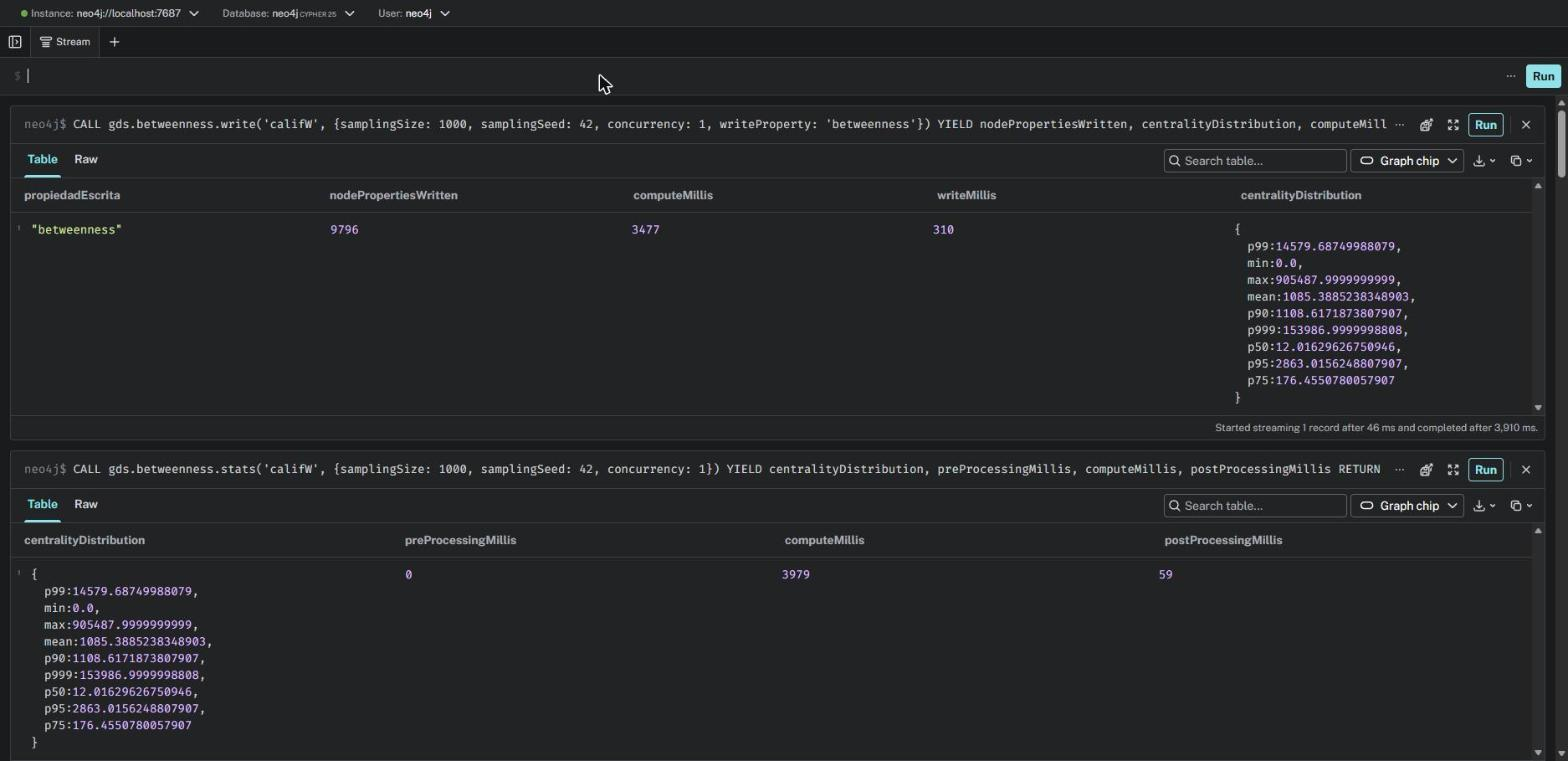 Instance: neo4j://localhost:7687 Database: neo4j CYPHER 25 User: neo4j
Stream
$ Run
neo4j$ CALL gds.betweenness.write('califW', {samplingSize: 1000, samplingSeed: 42, concurrency: 1, writeProperty: 'betweenness'}) YIELD nodePropertiesWritten, centralityDistribution, computeMill ... Run
Table Raw Search table... Graph chip
propiedadEscrita nodePropertiesWritten computeMillis writeMillis centralityDistribution
1 "betweenness" 9796 3477 310 {
p99:14579.68749988079,
min:0.0,
max:905487.9999999999,
mean:1085.3885238348903,
p90:1108.6171873807907,
p999:153986.9999998808,
p50:12.01629626750946,
p95:2863.0156248807907,
p75:176.4550780057907
}
Started streaming 1 record after 46 ms and completed after 3,910 ms.
neo4j$ CALL gds.betweenness.stats('califW', {samplingSize: 1000, samplingSeed: 42, concurrency: 1}) YIELD centralityDistribution, preProcessingMillis, computeMillis, postProcessingMillis RETURN ... Run
Table Raw Search table... Graph chip
centralityDistribution preProcessingMillis computeMillis postProcessingMillis
1 { 0 3979 59
p99:14579.68749988079,
min:0.0,
max:905487.9999999999,
mean:1085.3885238348903,
p90:1108.6171873807907,
p999:153986.9999998808,
p50:12.01629626750946,
p95:2863.0156248807907,
p75:176.4550780057907
}